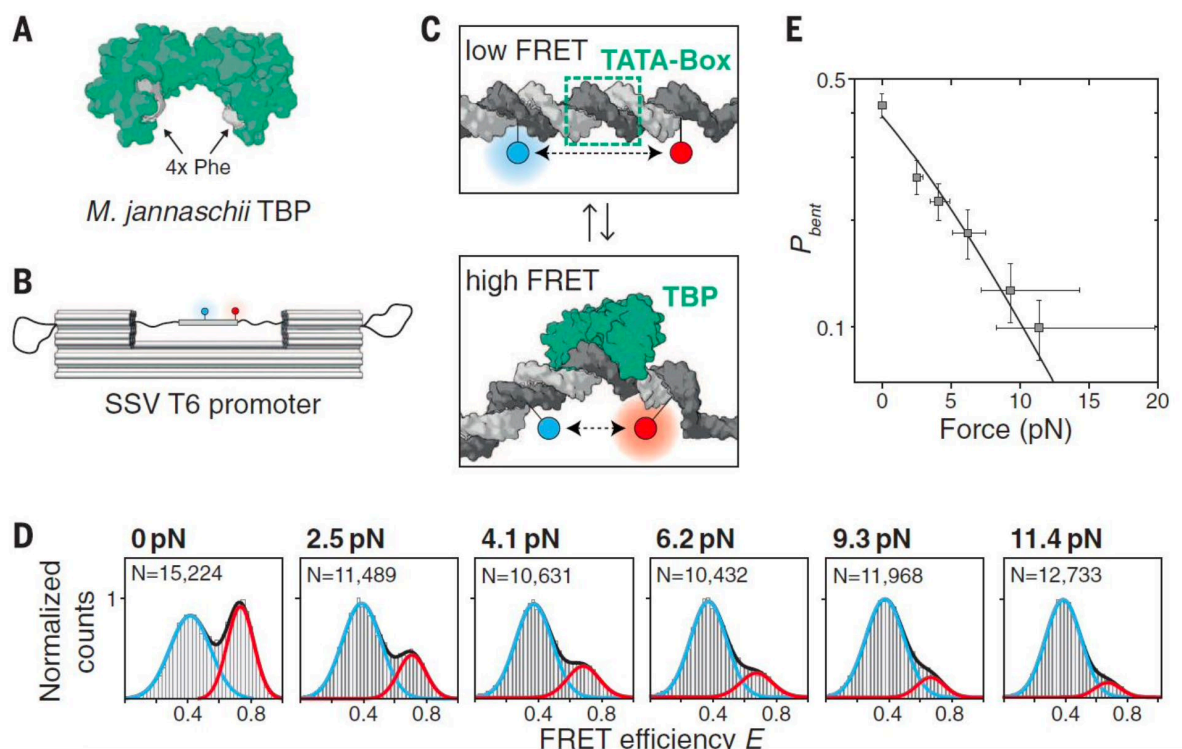 A
4x Phe
M. jannaschii TBP
B
SSV T6 promoter
C
low FRET
TATA-Box
high FRET
TBP
E
0.5
0.1
P_bent
0 5 10 15 20
Force (pN)
D
0 pN
2.5 pN
4.1 pN
6.2 pN
9.3 pN
11.4 pN
Normalized
counts
1
N=15,224
N=11,489
N=10,631
N=10,432
N=11,968
N=12,733
0.4 0.8
0.4 0.8
0.4 0.8
0.4 0.8
0.4 0.8
0.4 0.8
FRET efficiency E